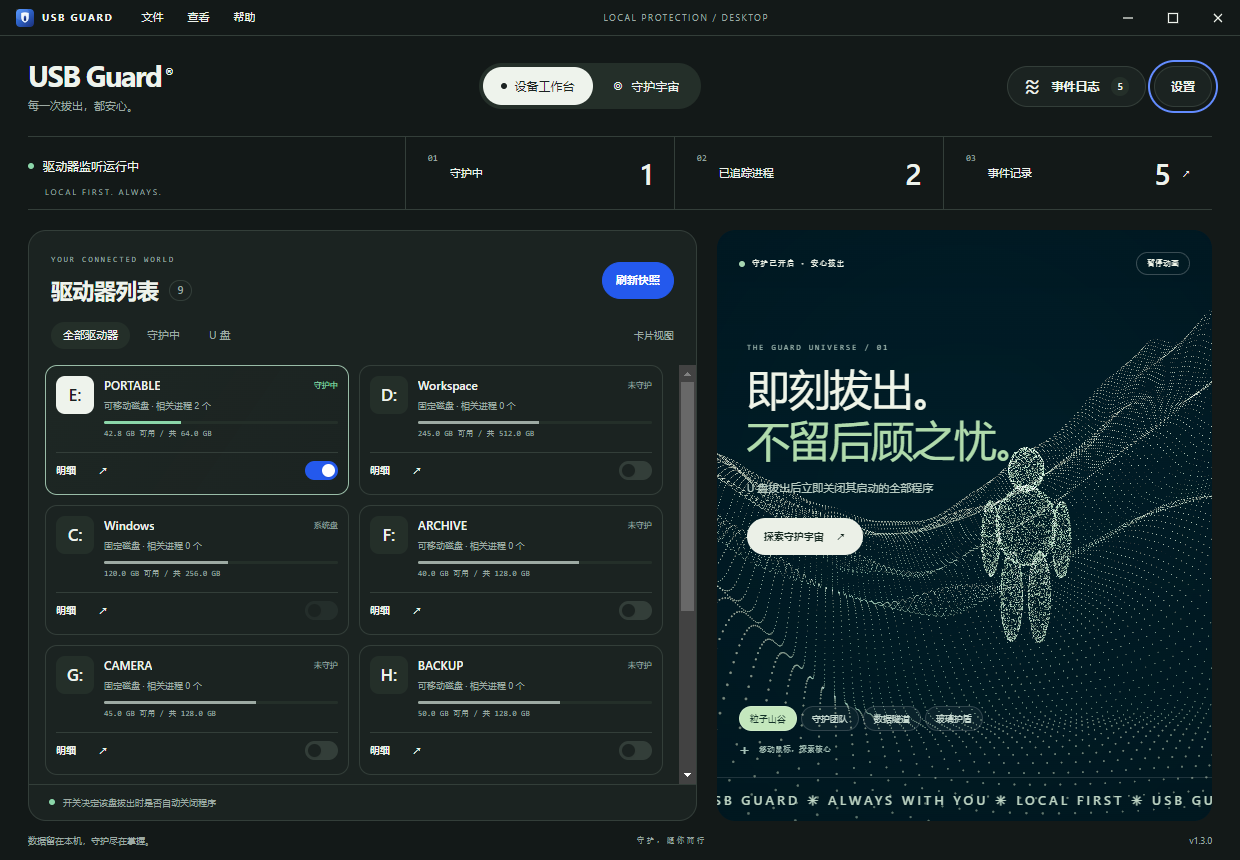 USB GUARD 文件 查看 帮助
LOCAL PROTECTION / DESKTOP
USB Guard®
每一次拔出，都安心。
设备工作台 守护宇宙
事件日志 5
设置
驱动器监听运行中
LOCAL FIRST. ALWAYS.
01 守护中 1
02 已追踪进程 2
03 事件记录 5 ↗
YOUR CONNECTED WORLD
驱动器列表 9
刷新快照
全部驱动器 守护中 U 盘
卡片视图
E: PORTABLE 守护中
可移动磁盘 · 相关进程 2 个
42.8 GB 可用 / 共 64.0 GB
明细 ↗
D: Workspace 未守护
固定磁盘 · 相关进程 0 个
245.0 GB 可用 / 共 512.0 GB
明细 ↗
C: Windows 系统盘
固定磁盘 · 相关进程 0 个
120.0 GB 可用 / 共 256.0 GB
明细 ↗
F: ARCHIVE 未守护
可移动磁盘 · 相关进程 0 个
40.0 GB 可用 / 共 128.0 GB
明细 ↗
G: CAMERA 未守护
固定磁盘 · 相关进程 0 个
45.0 GB 可用 / 共 128.0 GB
明细 ↗
H: BACKUP 未守护
可移动磁盘 · 相关进程 0 个
50.0 GB 可用 / 共 128.0 GB
明细 ↗
开关决定该盘拔出时是否自动关闭程序
守护已开启 · 安心拔出
暂停动画
THE GUARD UNIVERSE / 01
即刻拔出。
不留后顾之忧。
U 盘拔出后立即关闭其启动的全部程序
探索守护宇宙 ↗
粒子山谷 守护团队 数据隧道 玻璃护盾
移动鼠标，探索核心
SB GUARD ✳ ALWAYS WITH YOU ✳ LOCAL FIRST ✳ USB GU
数据留在本机，守护尽在掌握。
守护，随你同行
v1.3.0